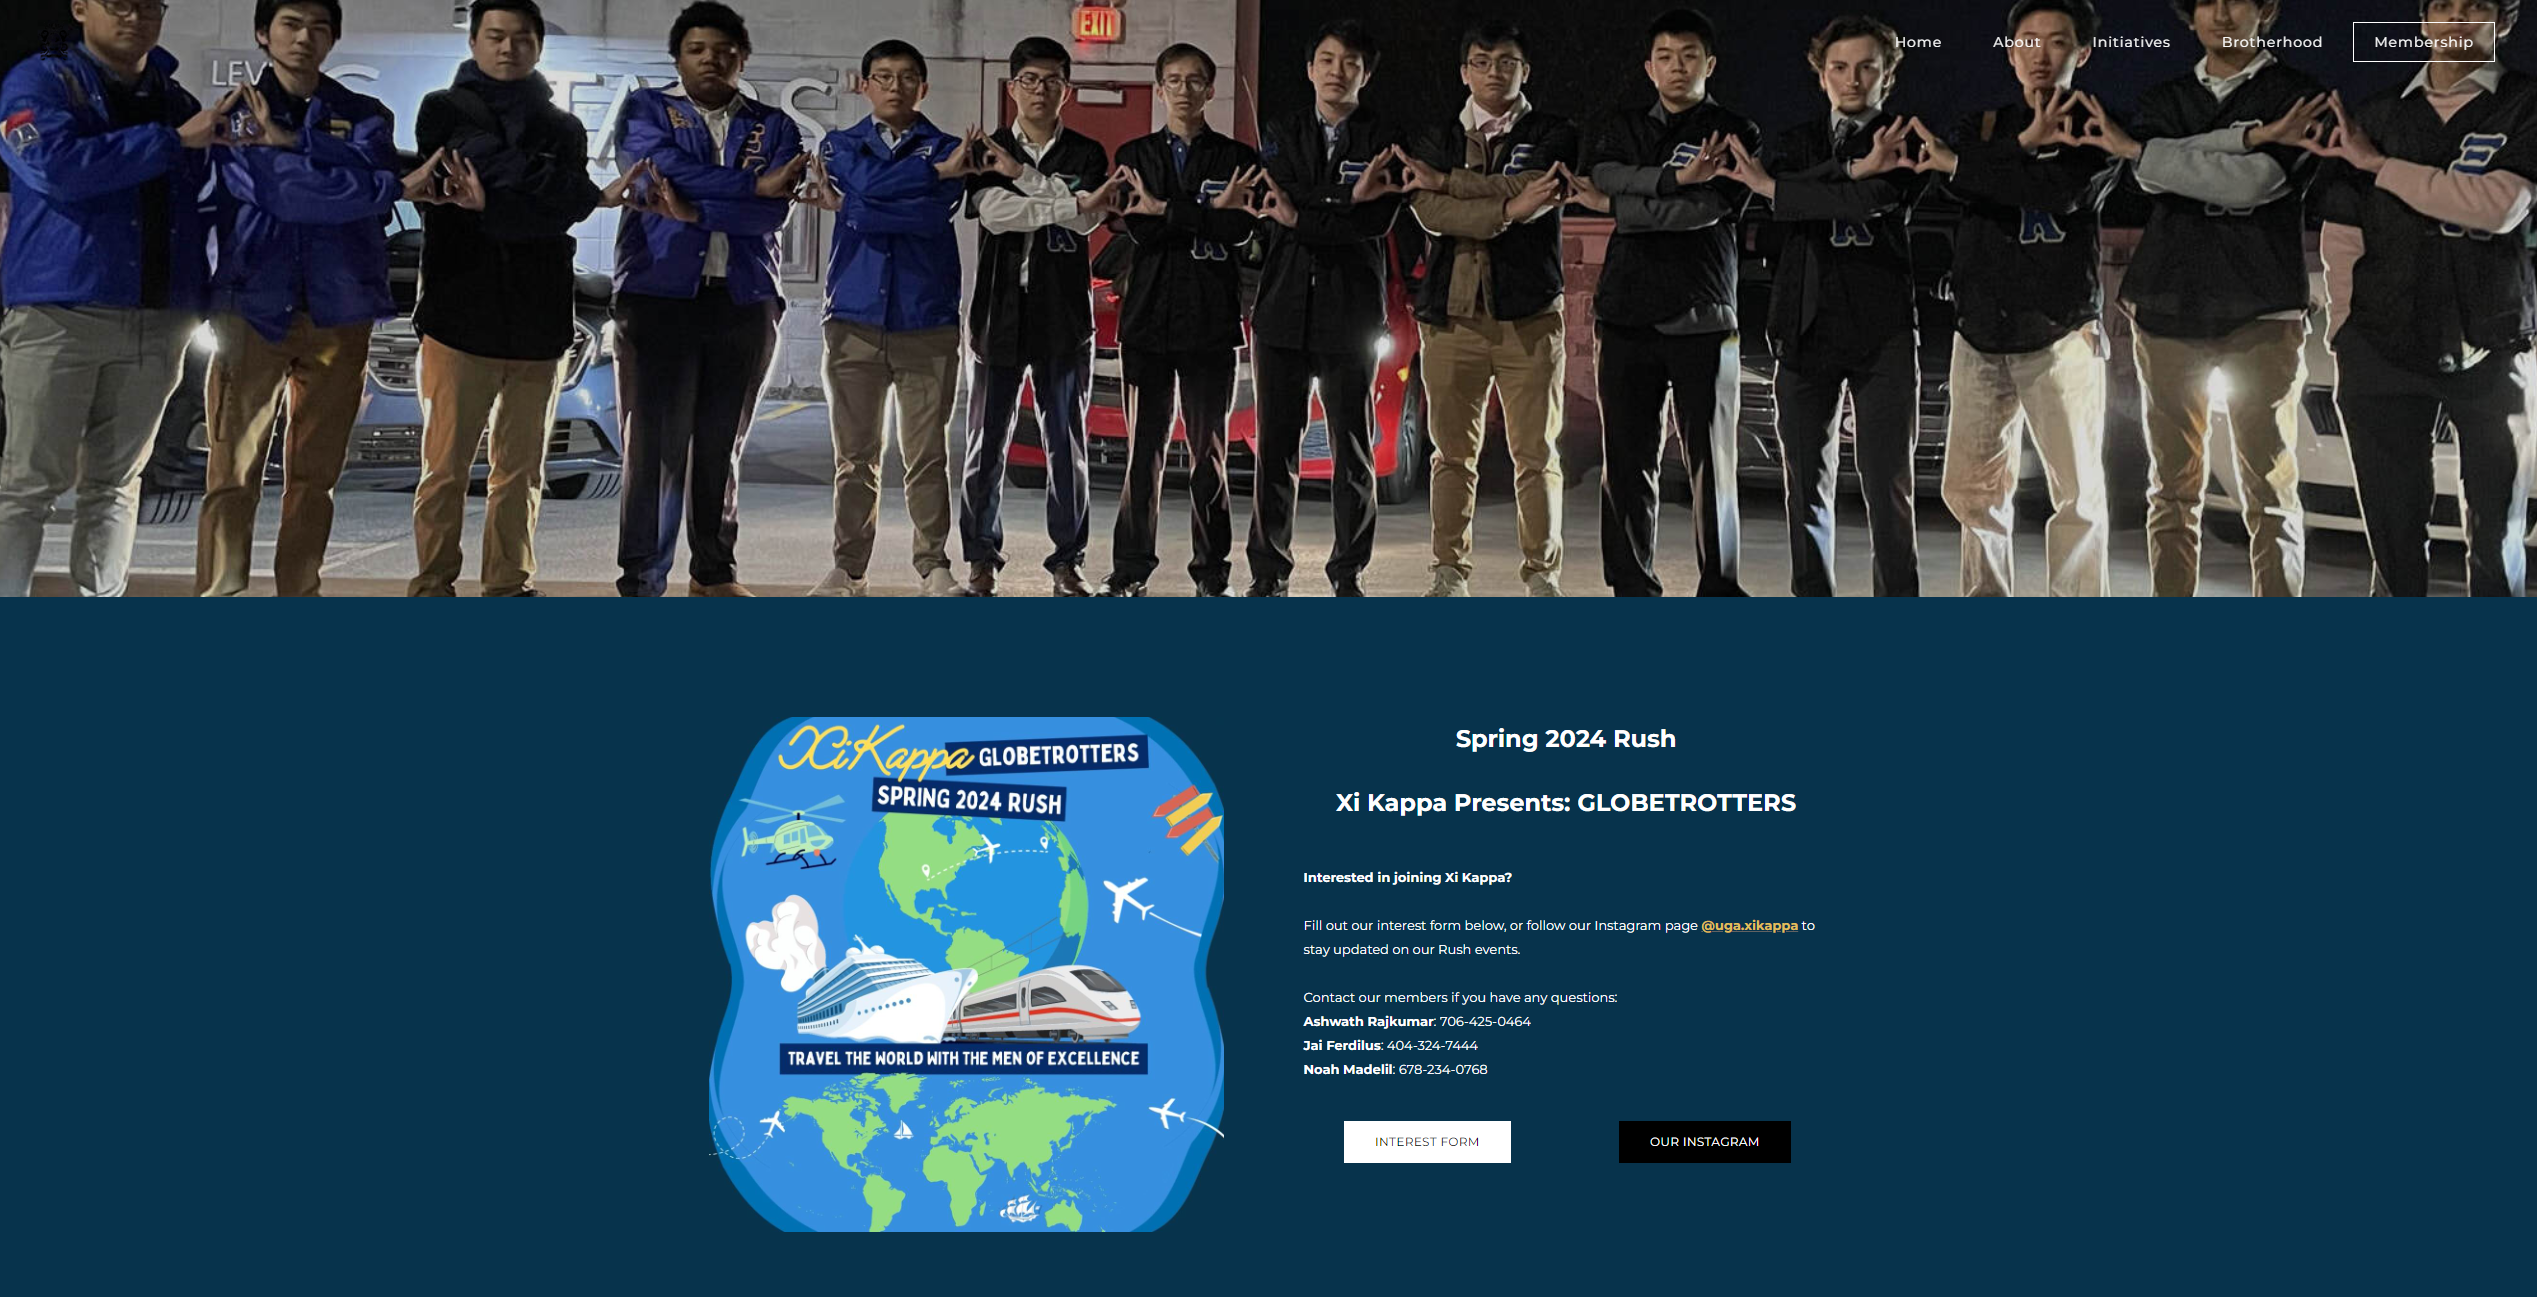 EXIT
Home
About
Initiatives
Brotherhood
Membership
Ξ
Κ
Ξ
Κ
XiKappa GLOBETROTTERS
SPRING 2024 RUSH
TRAVEL THE WORLD WITH THE MEN OF EXCELLENCE
Spring 2024 Rush
Xi Kappa Presents: GLOBETROTTERS
Interested in joining Xi Kappa?
Fill out our interest form below, or follow our Instagram page @uga.xikappa to
stay updated on our Rush events.
Contact our members if you have any questions:
Ashwath Rajkumar: 706-425-0464
Jai Ferdilus: 404-324-7444
Noah Madelil: 678-234-0768
INTEREST FORM
OUR INSTAGRAM